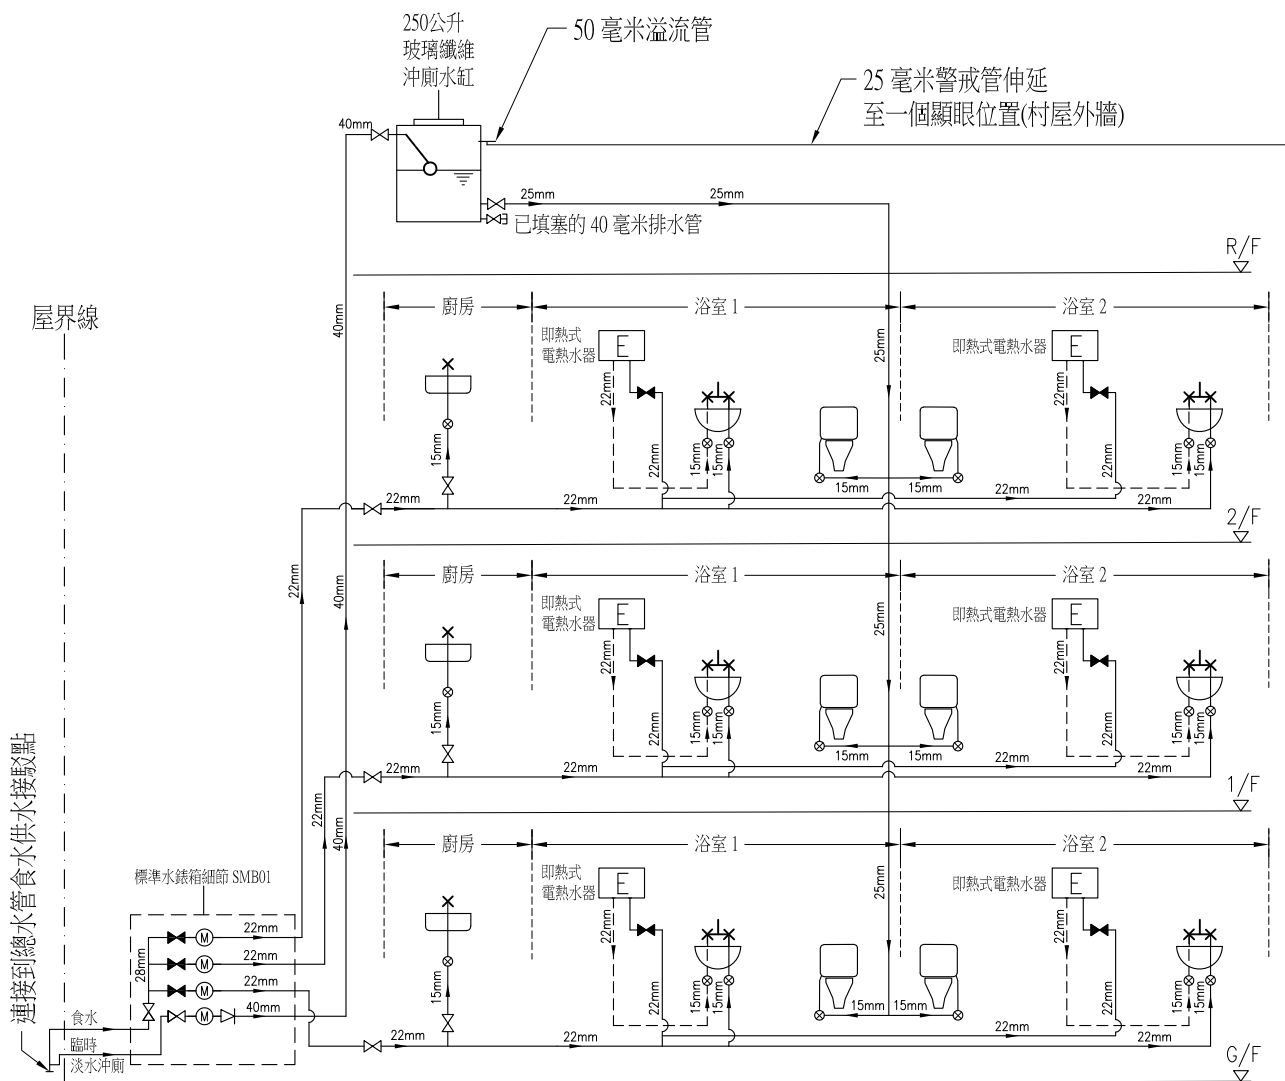 250公升
玻璃纖維
沖廁水缸
50 毫米溢流管
25 毫米警戒管伸延
至一個顯眼位置(村屋外牆)
40mm
25mm
25mm
已填塞的 40 毫米排水管
R/F
屋界線
40mm
廚房
浴室 1
浴室 2
即熱式
電熱水器
E
25mm
即熱式電熱水器
E
22mm
22mm
15mm
22mm
15mm
15mm
22mm
15mm
15mm
15mm
15mm
22mm
22mm
22mm
22mm
2/F
22mm
40mm
廚房
浴室 1
浴室 2
即熱式
電熱水器
E
25mm
即熱式電熱水器
E
22mm
22mm
15mm
22mm
15mm
15mm
22mm
15mm
15mm
15mm
15mm
22mm
22mm
22mm
22mm
1/F
22mm
40mm
連接到總水管食水供水接駁點
標準水錶箱細節 SMB01
廚房
浴室 1
浴室 2
即熱式
電熱水器
E
25mm
即熱式電熱水器
E
22mm
22mm
M
22mm
M
22mm
M
22mm
M
40mm
28mm
15mm
22mm
15mm
15mm
22mm
15mm
15mm
15mm
15mm
食水
臨時
淡水沖廁
22mm
22mm
22mm
22mm
G/F